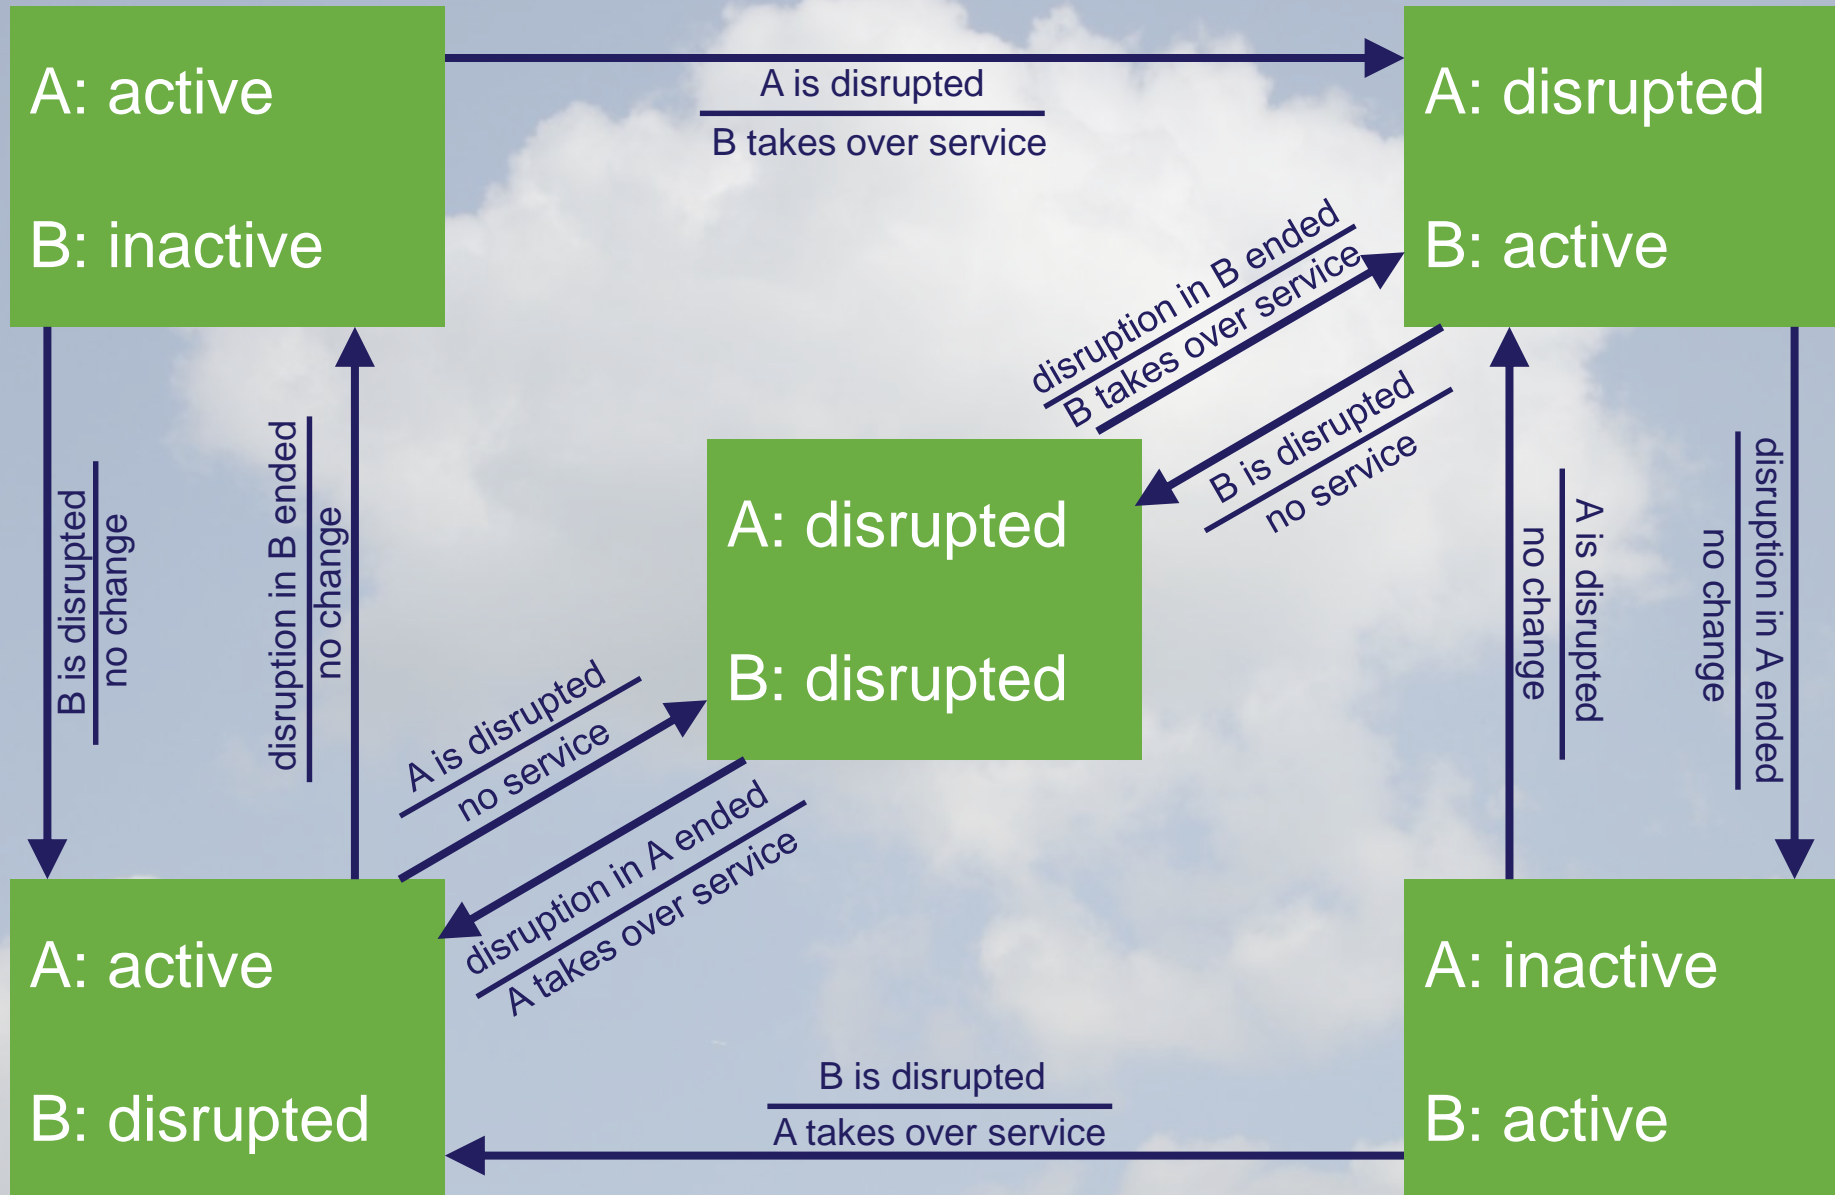 A: active
B: inactive
A is disrupted
B takes over service
A: disrupted
B: active
disruption in B ended
B takes over service
B is disrupted
no service
B is disrupted
no change
disruption in B ended
no change
A: disrupted
B: disrupted
A is disrupted
no change
disruption in A ended
no change
A is disrupted
no service
disruption in A ended
A takes over service
A: active
B: disrupted
B is disrupted
A takes over service
A: inactive
B: active